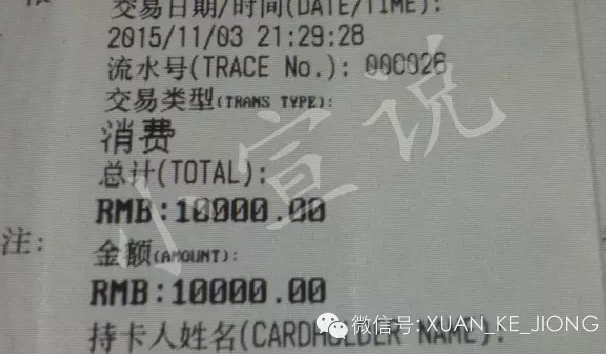 交易日期/时间(DATE/TIME):
2015/11/03 21:29:28
流水号(TRACE No.): 000026
交易类型(TRANS TYPE):
消费
总计(TOTAL):
RMB:10000.00
注:
金额(AMOUNT):
RMB:10000.00
持卡人姓名(CARDHOLDER NAME):
小宣说
微信号: XUAN_KE_JIONG